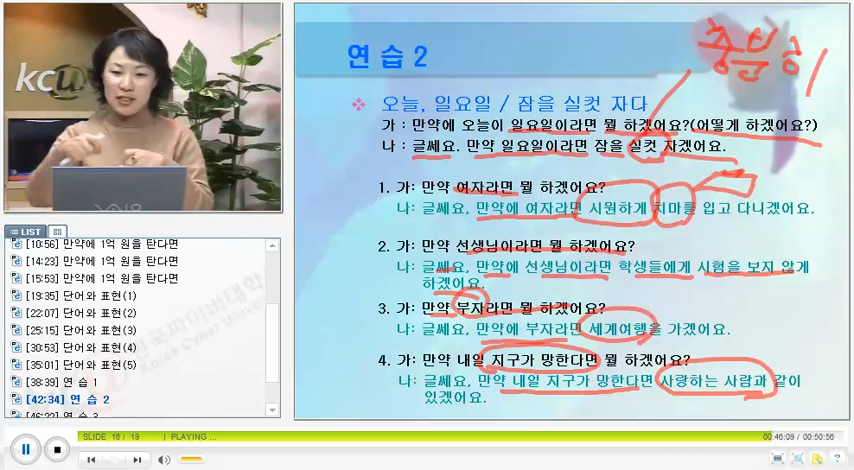 kcu
연 습 2
충분히
❖ 오늘, 일요일 / 잠을 실컷 자다
가 : 만약에 오늘이 일요일이라면 뭘 하겠어요?(어떻게 하겠어요?)
나 : 글쎄요. 만약 일요일이라면 잠을 실컷 자겠어요.
1. 가: 만약 여자라면 뭘 하겠어요?
나: 글쎄요, 만약에 여자라면 시원하게 치마를 입고 다니겠어요.
2. 가: 만약 선생님이라면 뭘 하겠어요?
나: 글쎄요, 만약에 선생님이라면 학생들에게 시험을 보지 않게
하겠어요.
3. 가: 만약 부자라면 뭘 하겠어요?
나: 글쎄요, 만약에 부자라면 세계여행을 가겠어요.
4. 가: 만약 내일 지구가 망한다면 뭘 하겠어요?
나: 글쎄요, 만약 내일 지구가 망한다면 사랑하는 사람과 같이
있겠어요.
LIST
[10:56] 만약에 1억 원을 탄다면
[14:23] 만약에 1억 원을 탄다면
[15:53] 만약에 1억 원을 탄다면
[19:35] 단어와 표현(1)
[22:07] 단어와 표현(2)
[25:15] 단어와 표현(3)
[30:53] 단어와 표현(4)
[35:01] 단어와 표현(5)
[38:39] 연 습 1
[42:34] 연 습 2
[46:22] 연 습 3
SLIDE 16 / 19 | PLAYING ...
00:46:09 / 00:50:56